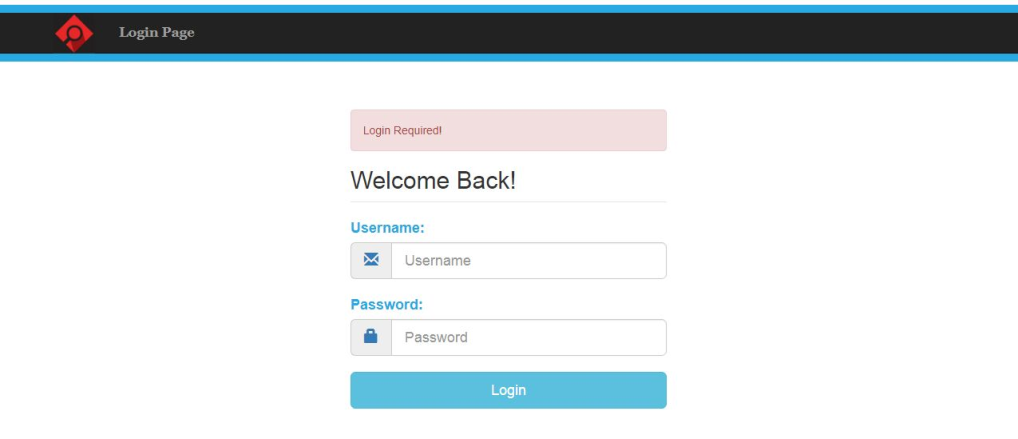 Login Page
Login Required!
Welcome Back!
Username:
Username
Password:
Password
Login